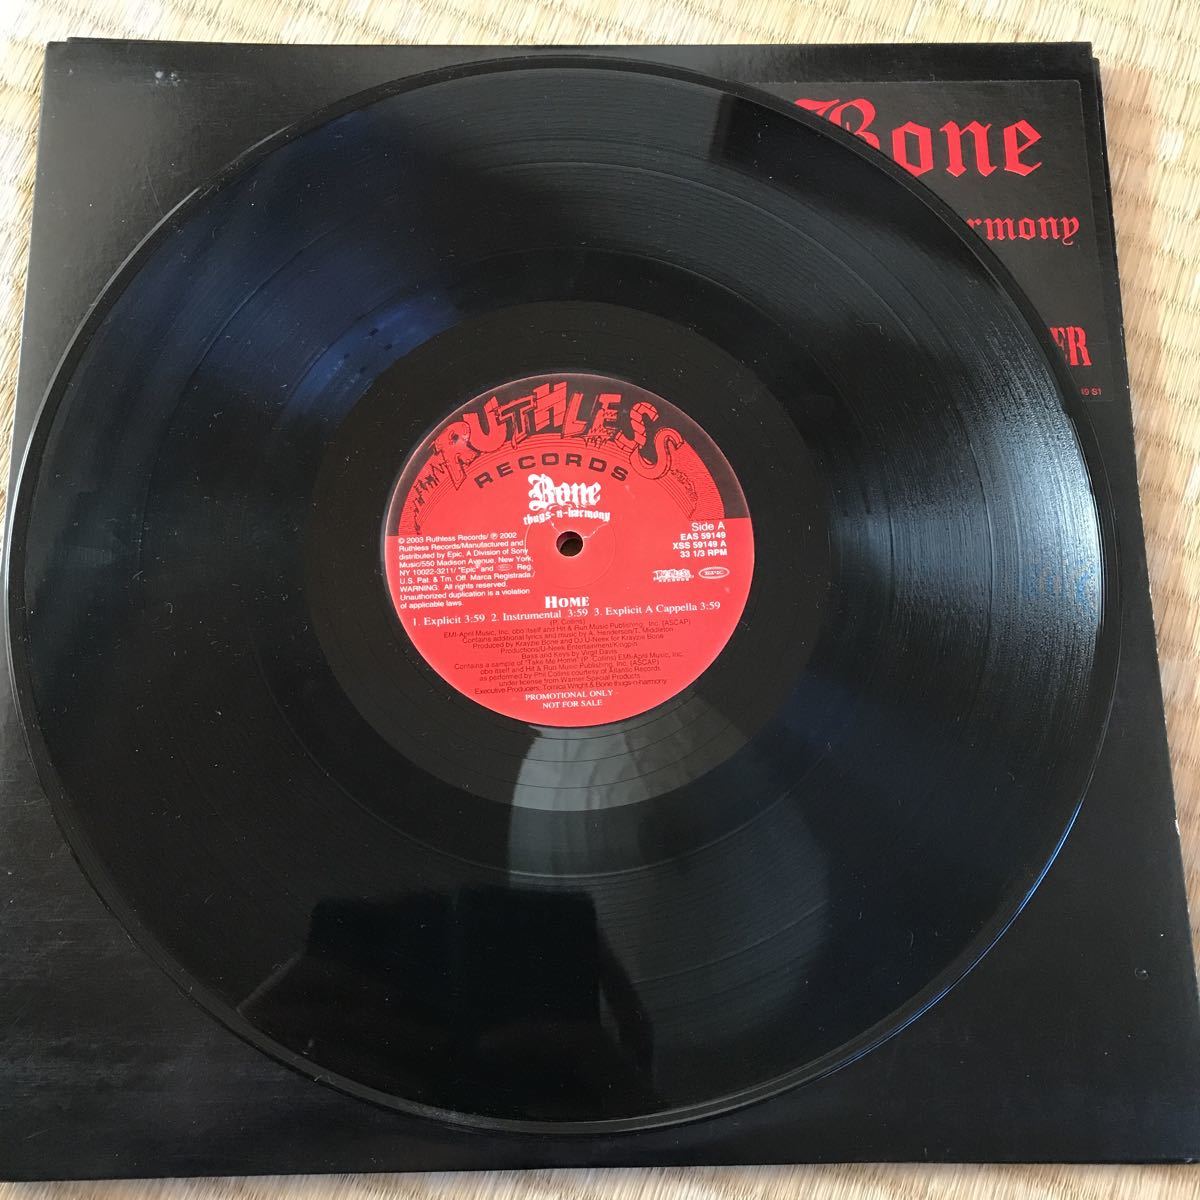 Bone
armony
ER
49 S1
RUTHLESS
RECORDS
Bone
thugs-n-harmony
© 2003 Ruthless Records/ ℗ 2002
Ruthless Records/Manufactured and
distributed by Epic, A Division of Sony
Music/550 Madison Avenue, New York,
NY 10022-3211/ "Epic" and Reg.
U.S. Pat. & Tm. Off. Marca Registrada./
WARNING: All rights reserved.
Unauthorized duplication is a violation
of applicable laws.
Side A
EAS 59149
XSS 59149 A
33 1/3 RPM
RUTHLESS
RECORDS
EPIC
HOME
1. Explicit 3:59 2. Instrumental 3:59 3. Explicit A Cappella 3:59
(P. Collins)
EMI-April Music, Inc. obo itself and Hit & Run Music Publishing, Inc. (ASCAP)
Contains additional lyrics and music by A. Henderson/T. Middleton
Produced by Krayzie Bone and DJ U-Neek for Krayzie Bone
Productions/U-Neek Entertainment/Kingpin
Bass and Keys by Virgil Davis
Contains a sample of "Take Me Home" (P. Collins) EMI-April Music, Inc.
obo itself and Hit & Run Music Publishing, Inc. (ASCAP)
as performed by Phil Collins courtesy of Atlantic Records
under license from Warner Special Products
Executive Producers: Tomica Wright & Bone thugs-n-harmony
PROMOTIONAL ONLY
NOT FOR SALE